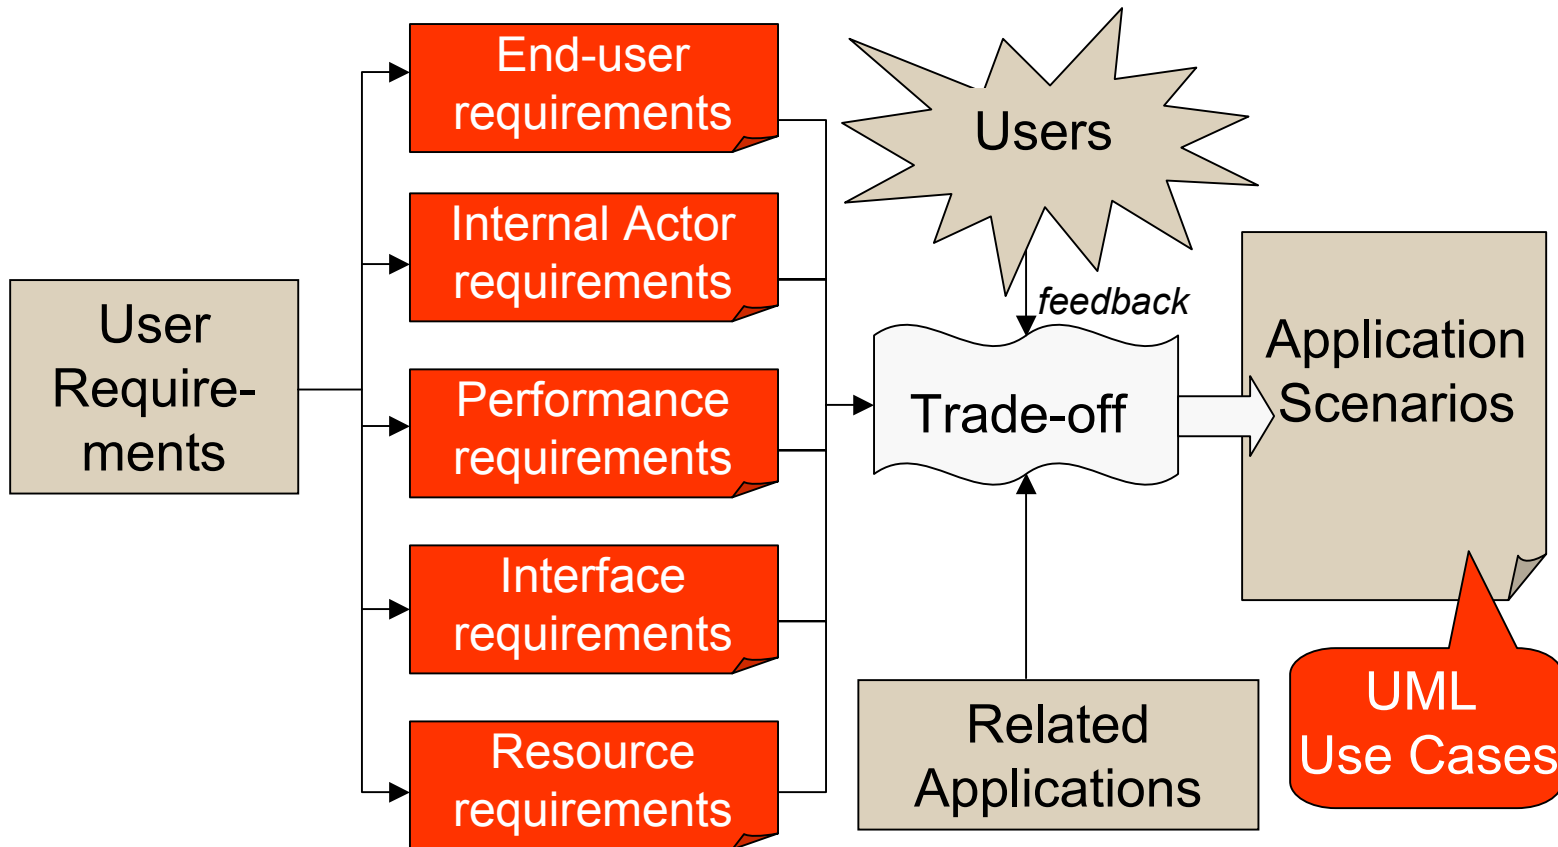 User
Require-
ments
End-user
requirements
Internal Actor
requirements
Performance
requirements
Interface
requirements
Resource
requirements
Users
feedback
Trade-off
Related
Applications
Application
Scenarios
UML
Use Cases